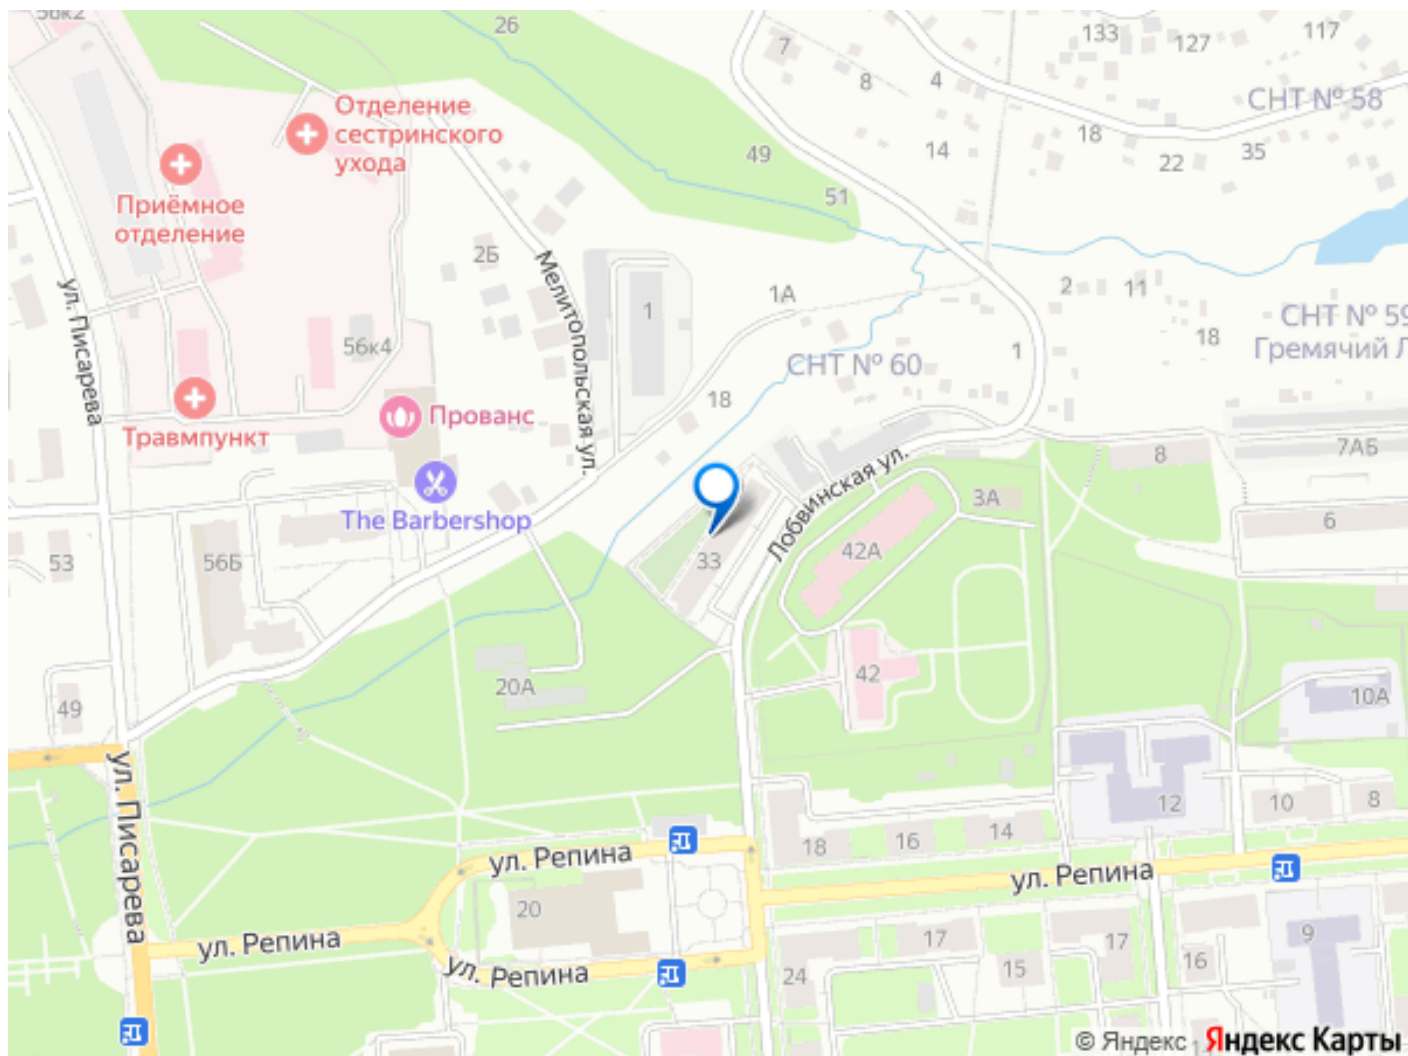 56к2
26
7
133
127
117
8
4
СНТ № 58
Отделение
сестринского
ухода
14
18
22
35
49
51
Приёмное
отделение
2Б
Мелитопольская ул.
ул. Писарева
1А
1
2
11
18
СНТ № 59
Гремячий Л
56к4
СНТ № 60
1
18
Прованс
Травмпункт
The Barbershop
Лобвинская ул.
8
7АБ
3А
6
33
42А
53
56Б
42
20А
49
10А
ул. Писарева
12
10
8
18
16
14
ул. Репина
ул. Репина
20
ул. Репина
ул. Репина
17
17
9
24
15
16
© Яндекс
Яндекс Карты